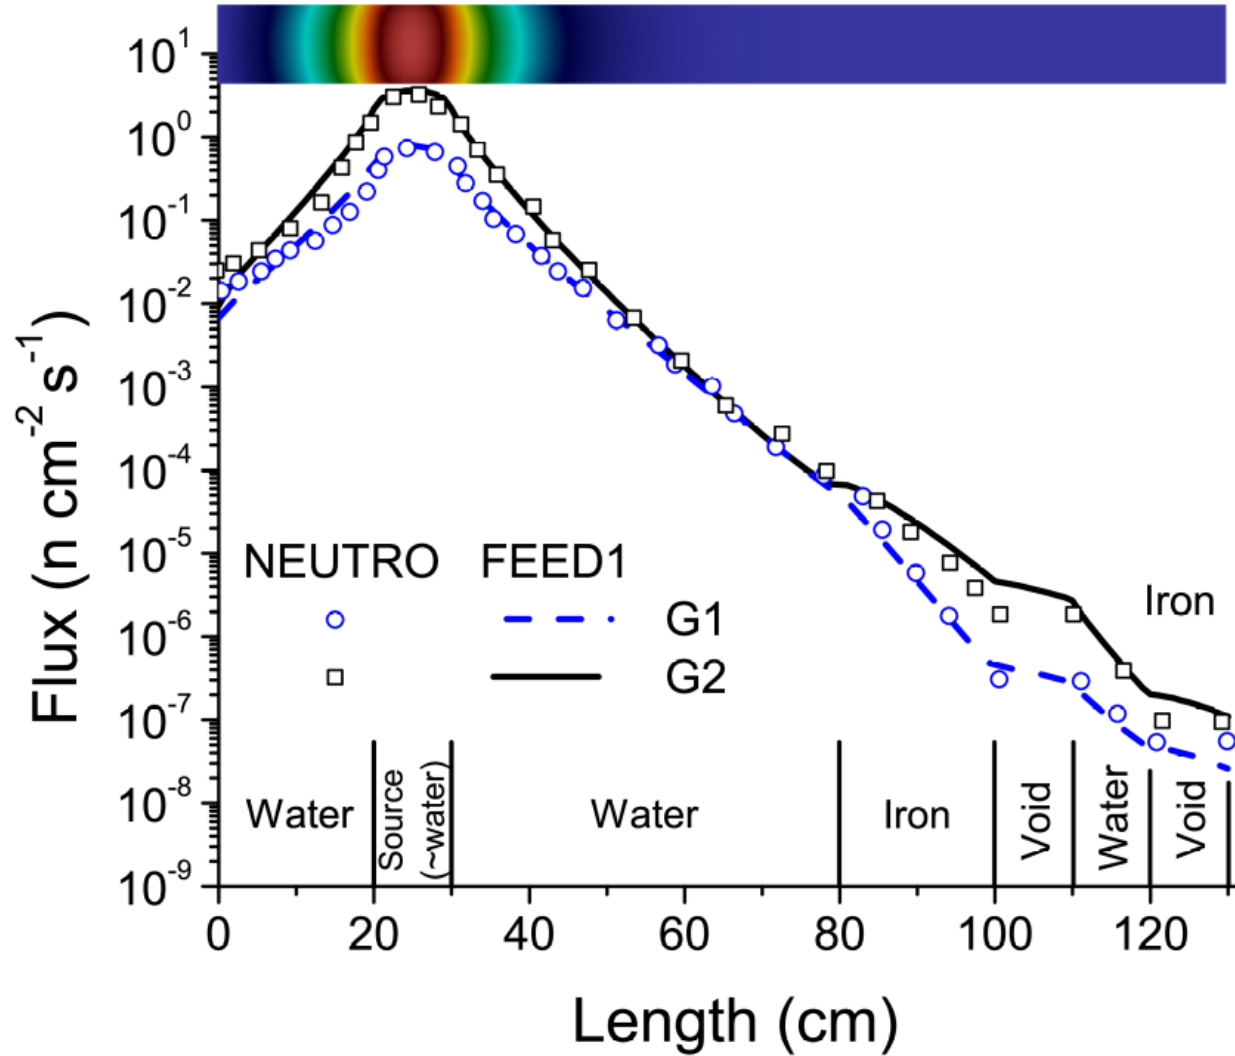 10^1
10^0
10^-1
10^-2
10^-3
10^-4
10^-5
10^-6
10^-7
10^-8
10^-9
Flux (n cm^-2 s^-1)
NEUTRO FEED1
G1
G2
Iron
Water
Source
(~water)
Water
Iron
Void
Water
Void
0 20 40 60 80 100 120
Length (cm)